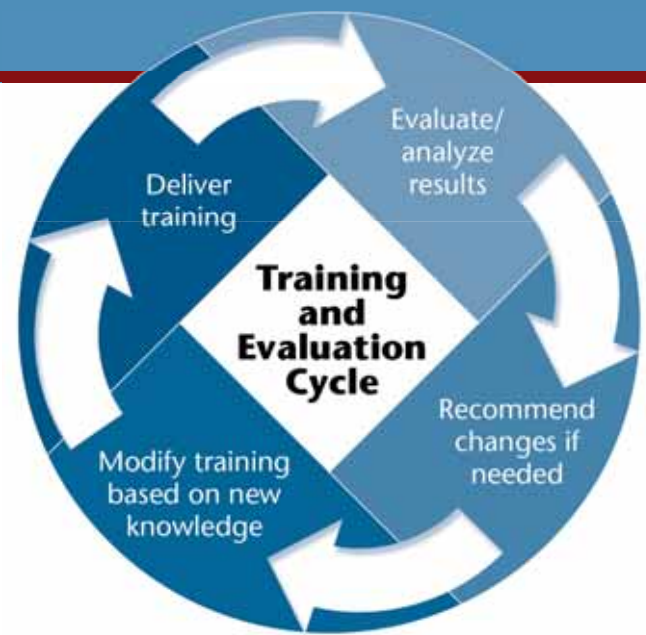 Evaluate/
analyze
results
Deliver
training
Training
and
Evaluation
Cycle
Recommend
changes if
needed
Modify training
based on new
knowledge